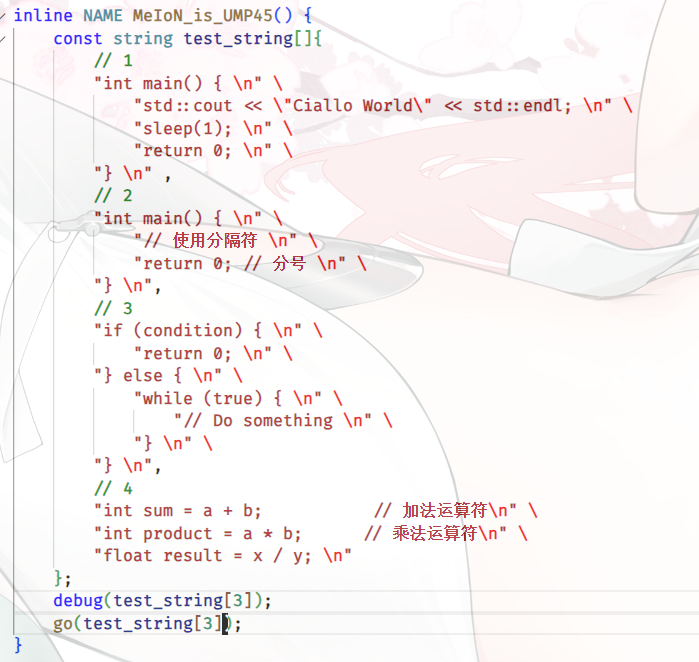 inline NAME MeIoN_is_UMP45() {
    const string test_string[]{
        // 1
        "int main() { \n" \
            "std::cout << \"Ciallo World\" << std::endl; \n" \
            "sleep(1); \n" \
            "return 0; \n" \
        "} \n" ,
        // 2
        "int main() { \n" \
            "// 使用分隔符 \n" \
            "return 0; // 分号 \n" \
        "} \n",
        // 3
        "if (condition) { \n" \
            "return 0; \n" \
        "} else { \n" \
            "while (true) { \n" \
                "// Do something \n" \
            "} \n" \
        "} \n",
        // 4
        "int sum = a + b;           // 加法运算符\n" \
        "int product = a * b;      // 乘法运算符\n" \
        "float result = x / y; \n"
    };
    debug(test_string[3]);
    go(test_string[3]);
}